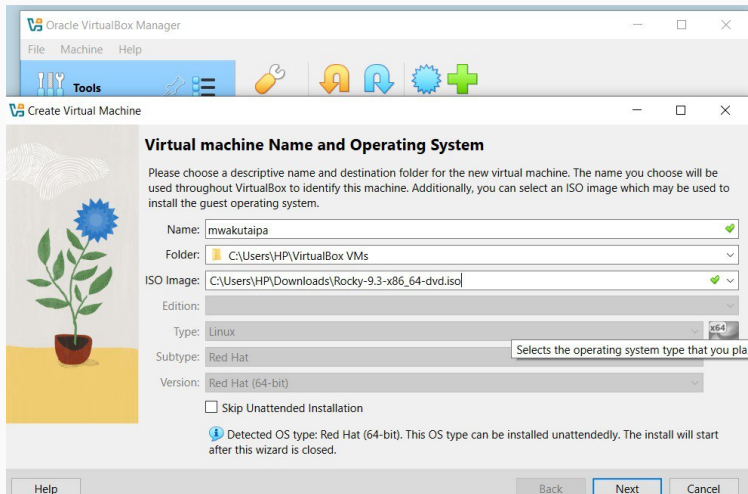 Oracle VirtualBox Manager
File Machine Help
Tools
Create Virtual Machine
Virtual machine Name and Operating System
Please choose a descriptive name and destination folder for the new virtual machine. The name you choose will be
used throughout VirtualBox to identify this machine. Additionally, you can select an ISO image which may be used to
install the guest operating system.
Name: mwakutaipa
Folder: C:\Users\HP\VirtualBox VMs
ISO Image: C:\Users\HP\Downloads\Rocky-9.3-x86_64-dvd.iso
Edition:
Type: Linux x64
Selects the operating system type that you pla
Subtype: Red Hat
Version: Red Hat (64-bit)
Skip Unattended Installation
Detected OS type: Red Hat (64-bit). This OS type can be installed unattendedly. The install will start
after this wizard is closed.
Help Back Next Cancel